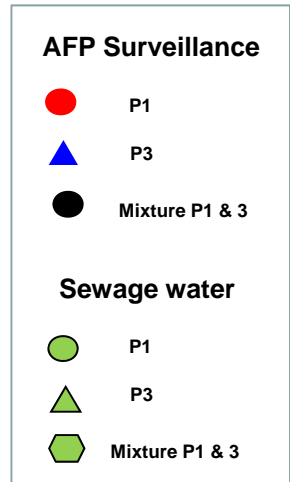 AFP Surveillance
P1
P3
Mixture P1 & 3
Sewage water
P1
P3
Mixture P1 & 3